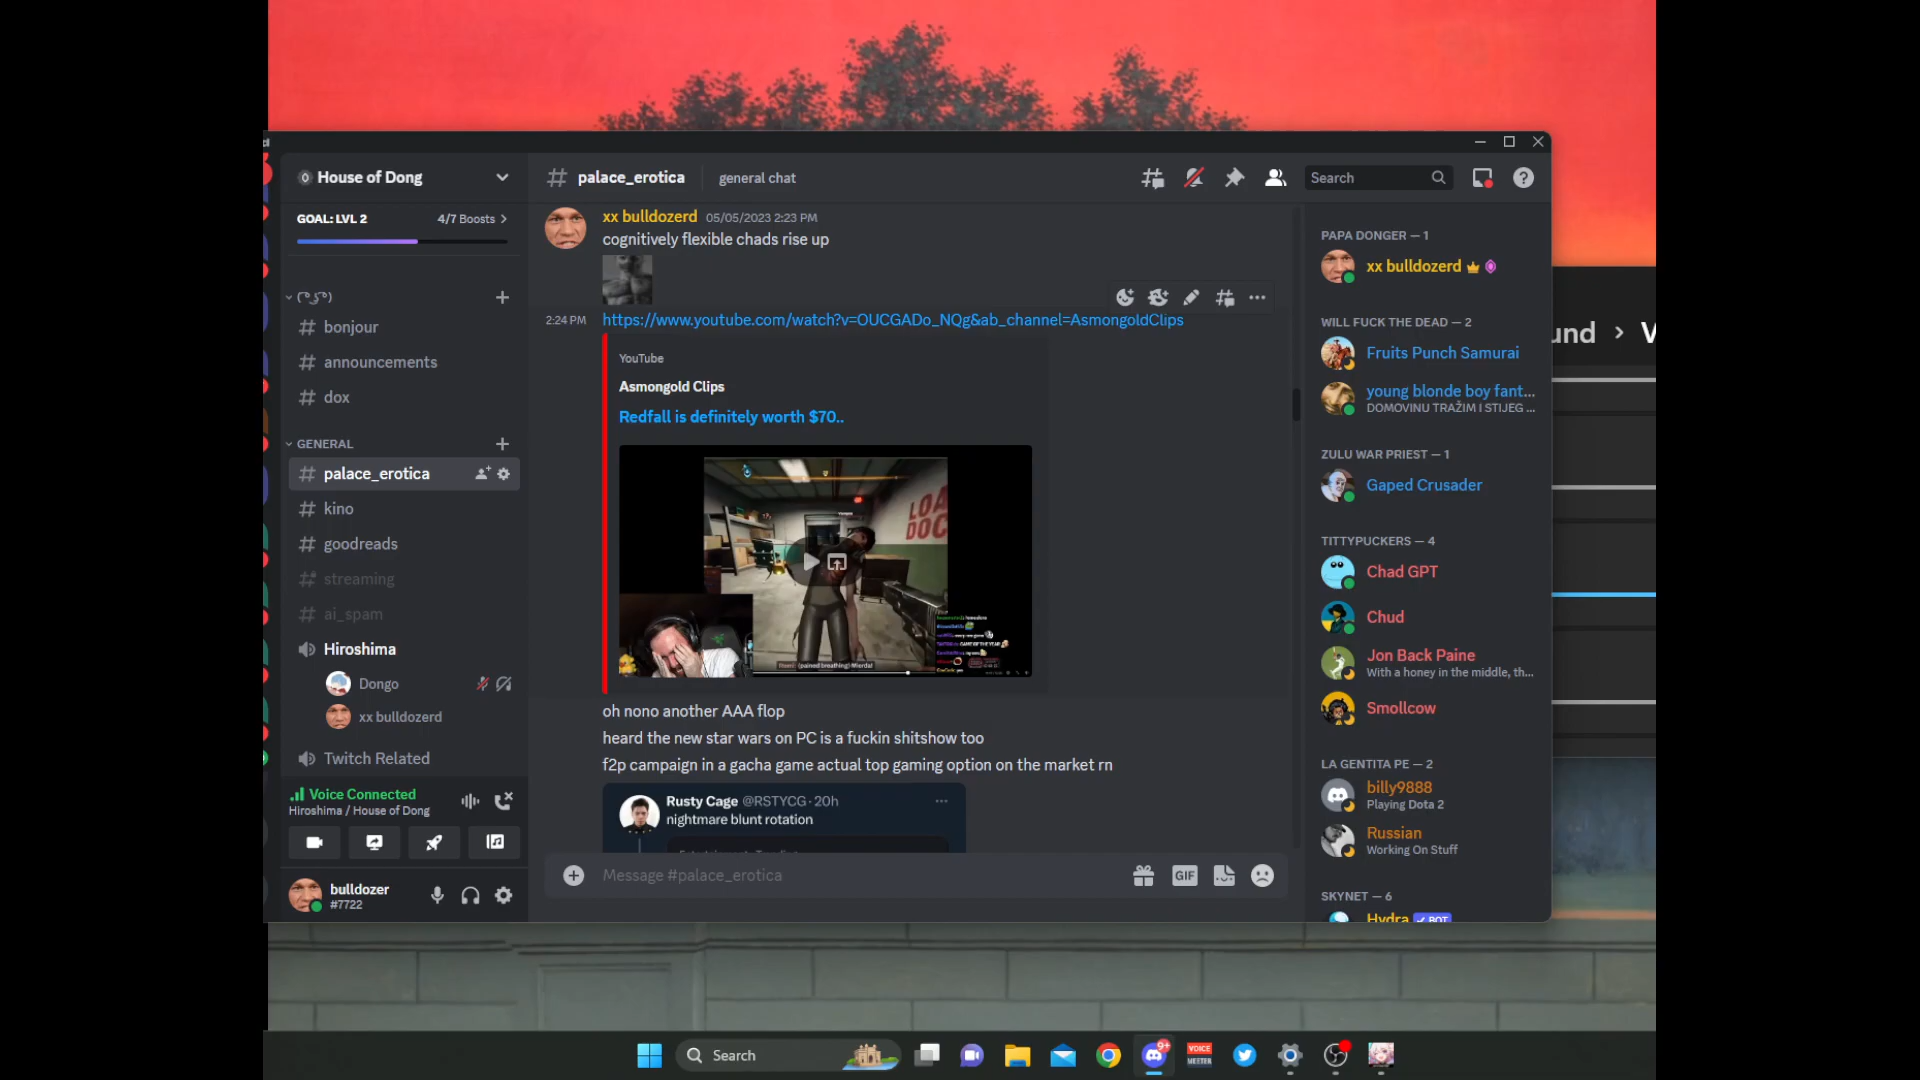 House of Dong
GOAL: LVL 2
4/7 Boosts
bonjour
announcements
dox
GENERAL
palace_erotica
kino
goodreads
streaming
ai_spam
Hiroshima
Dongo
xx bulldozerd
Twitch Related
Voice Connected
Hiroshima / House of Dong
bulldozer
#7722
palace_erotica
general chat
Search
xx bulldozerd 05/05/2023 2:23 PM
cognitively flexible chads rise up
2:24 PM
https://www.youtube.com/watch?v=OUCGADo_NQg&ab_channel=AsmongoldClips
YouTube
Asmongold Clips
Redfall is definitely worth $70..
LOA
DOC
oh nono another AAA flop
heard the new star wars on PC is a fuckin shitshow too
f2p campaign in a gacha game actual top gaming option on the market rn
Rusty Cage @RSTYCG · 20h
nightmare blunt rotation
Message #palace_erotica
GIF
PAPA DONGER — 1
xx bulldozerd
WILL FUCK THE DEAD — 2
Fruits Punch Samurai
young blonde boy fant...
DOMOVINU TRAŽIM I STIJEG ...
ZULU WAR PRIEST — 1
Gaped Crusader
TITTYPUCKERS — 4
Chad GPT
Chud
Jon Back Paine
With a honey in the middle, th...
Smollcow
LA GENTITA PE — 2
billy9888
Playing Dota 2
Russian
Working On Stuff
SKYNET — 6
Hydra BOT
und > V
Search
9+
VOICE
MEETER